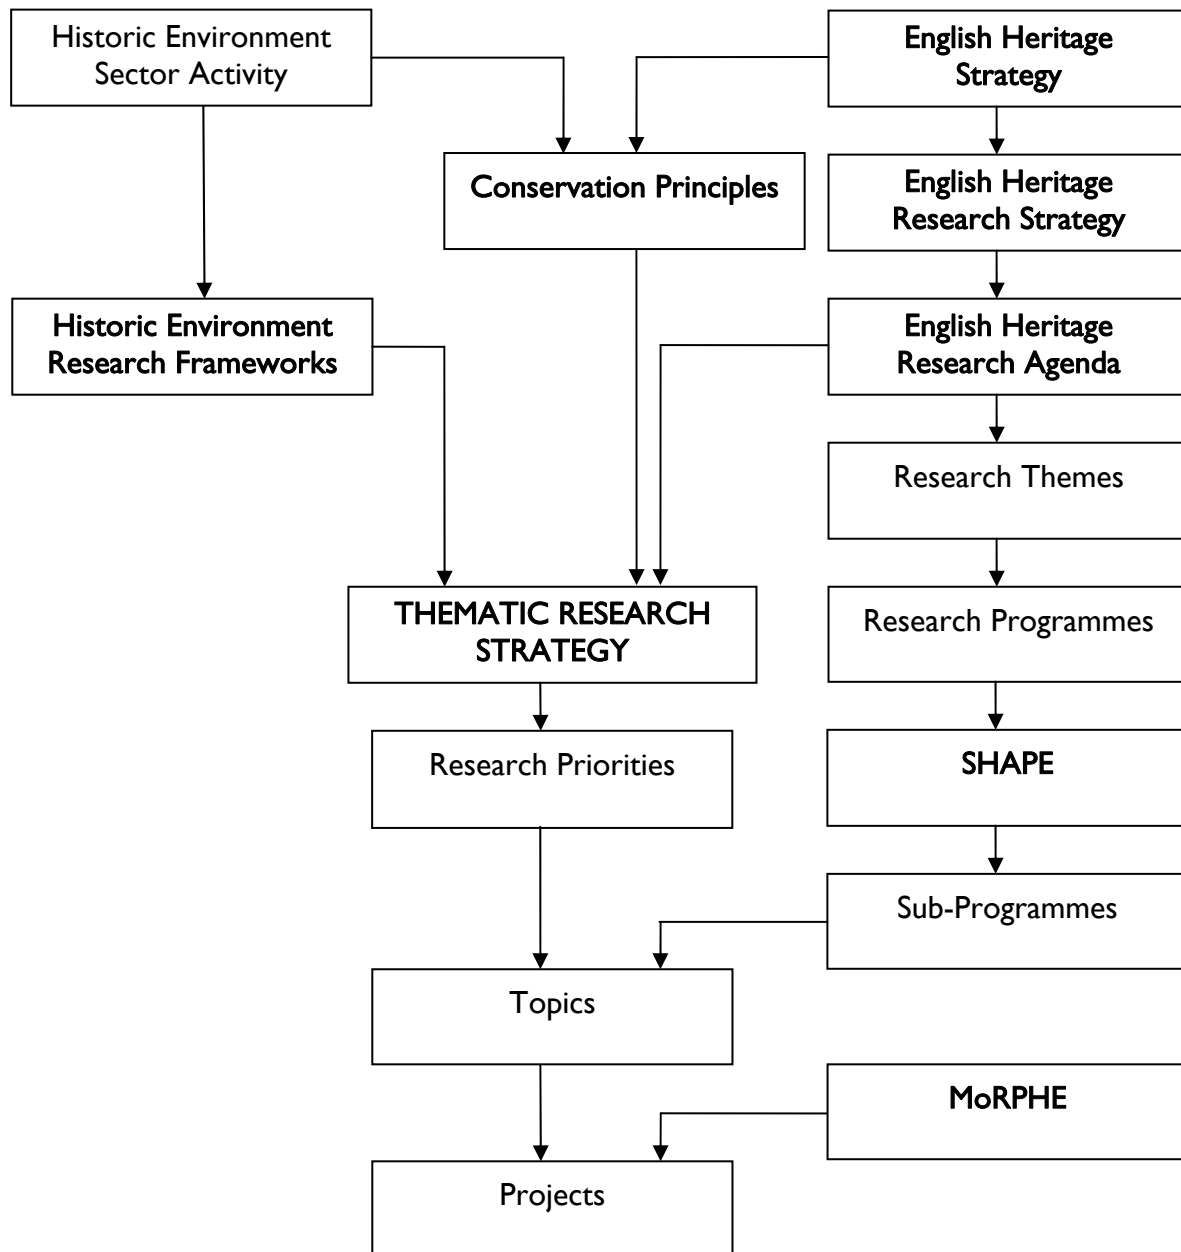 Historic Environment
Sector Activity
English Heritage
Strategy
Conservation Principles
English Heritage
Research Strategy
Historic Environment
Research Frameworks
English Heritage
Research Agenda
Research Themes
THEMATIC RESEARCH
STRATEGY
Research Programmes
Research Priorities
SHAPE
Sub-Programmes
Topics
MoRPHE
Projects